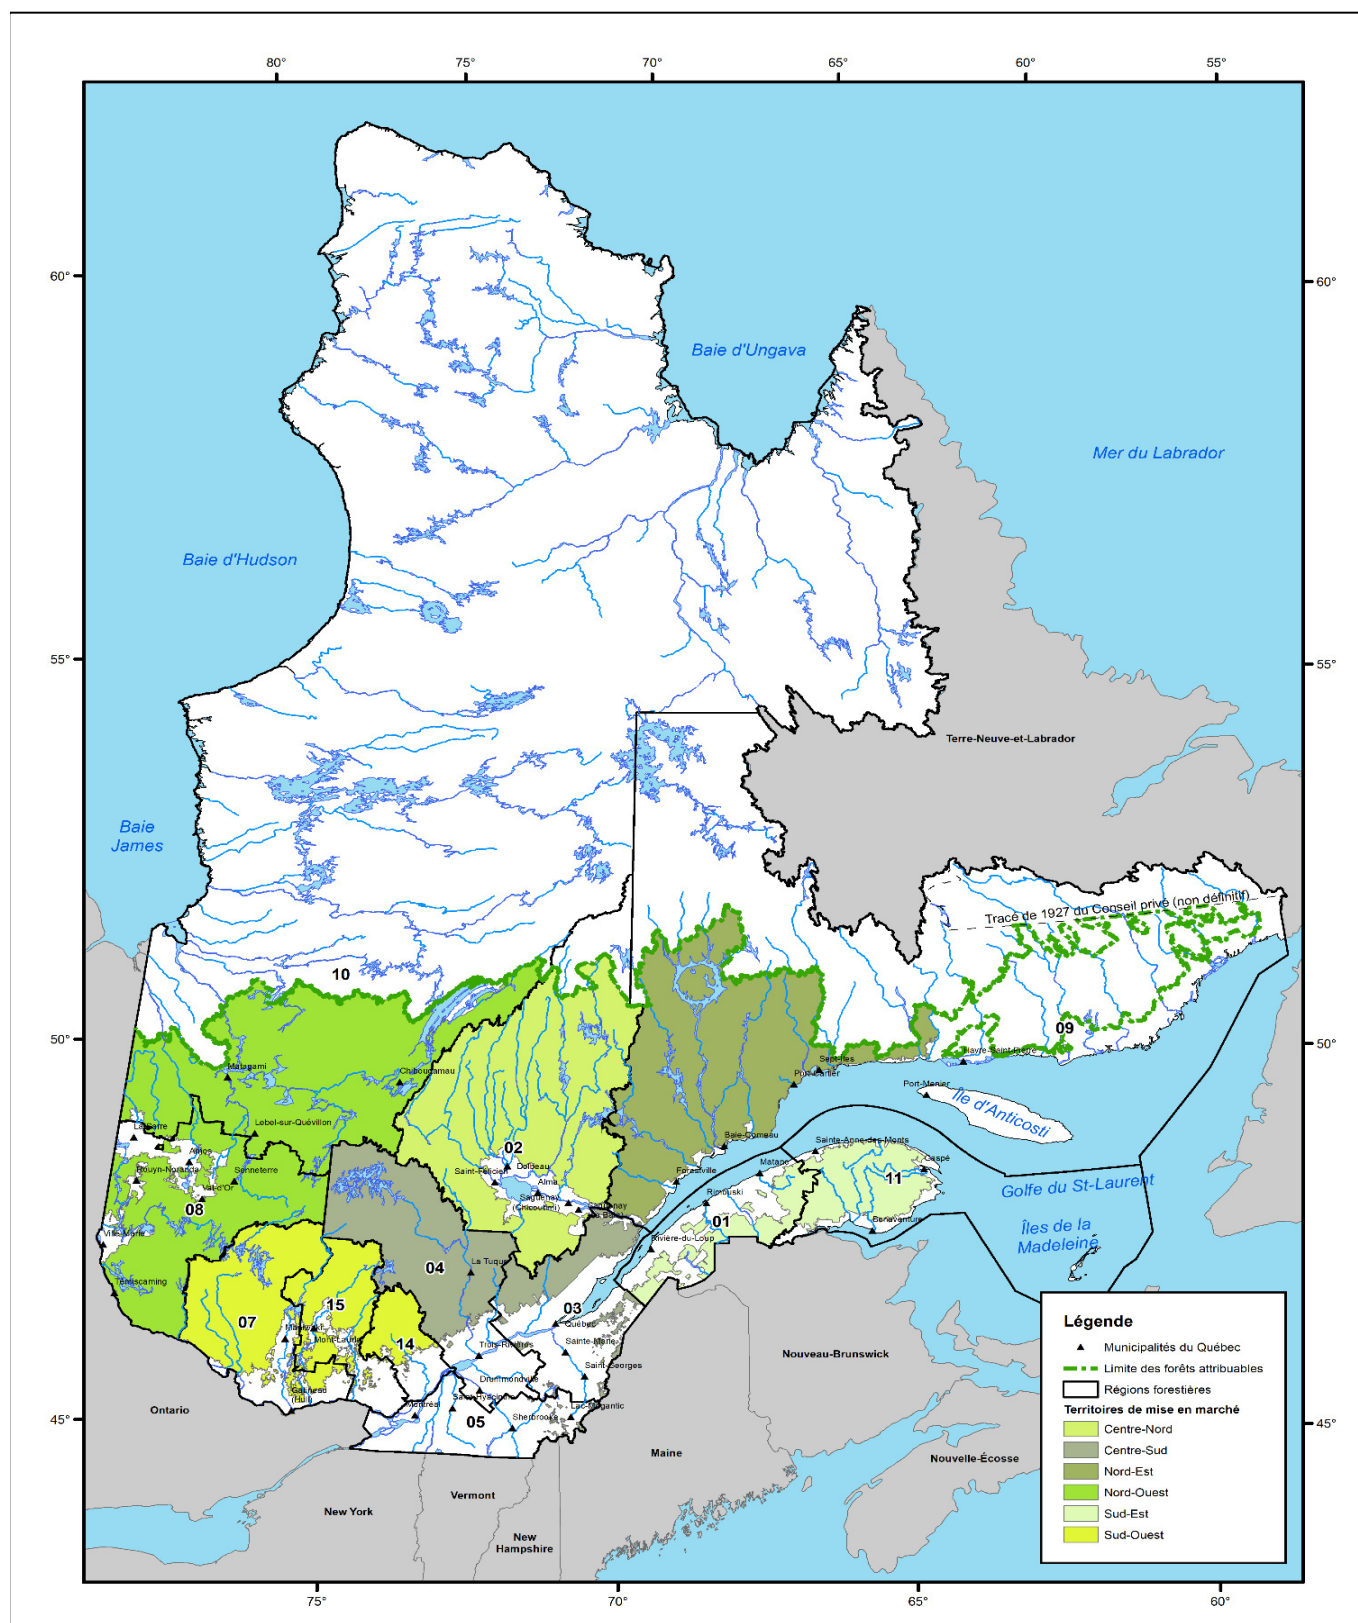 80°
75°
70°
65°
60°
55°
60°
60°
Baie d'Ungava
Mer du Labrador
Baie d'Hudson
55°
55°
Terre-Neuve-et-Labrador
Baie
James
Tracé de 1927 du Conseil privé (non définitif)
10
09
50°
50°
Havre-Saint-Pierre
Sept-Îles
Port-Cartier
Matagami
Chibougamau
Port-Menier
Île d'Anticosti
La Sarre
Lebel-sur-Quévillon
Baie-Comeau
Sainte-Anne-des-Monts
02
Amos
Rouyn-Noranda
Senneterre
Saint-Félicien
Dolbeau
Alma
Forestville
Matane
Gaspé
11
Val-d'Or
08
Saguenay
(Chicoutimi)
Saguenay
(La Baie)
Rimouski
Golfe du St-Laurent
01
Bonaventure
Îles de la
Madeleine
Ville-Marie
Rivière-du-Loup
Témiscaming
04
La Tuque
15
07
03
Maniwaki
Mont-Laurier
14
Québec
Trois-Rivières
Sainte-Marie
Saint-Georges
Drummondville
Gatineau
(Hull)
Saint-Hyacinthe
Montréal
Lac-Mégantic
05
Sherbrooke
45°
45°
Ontario
Nouveau-Brunswick
Maine
Nouvelle-Écosse
Vermont
New York
New
Hampshire
Légende
Municipalités du Québec
Limite des forêts attribuables
Régions forestières
Territoires de mise en marché
Centre-Nord
Centre-Sud
Nord-Est
Nord-Ouest
Sud-Est
Sud-Ouest
75°
70°
65°
60°